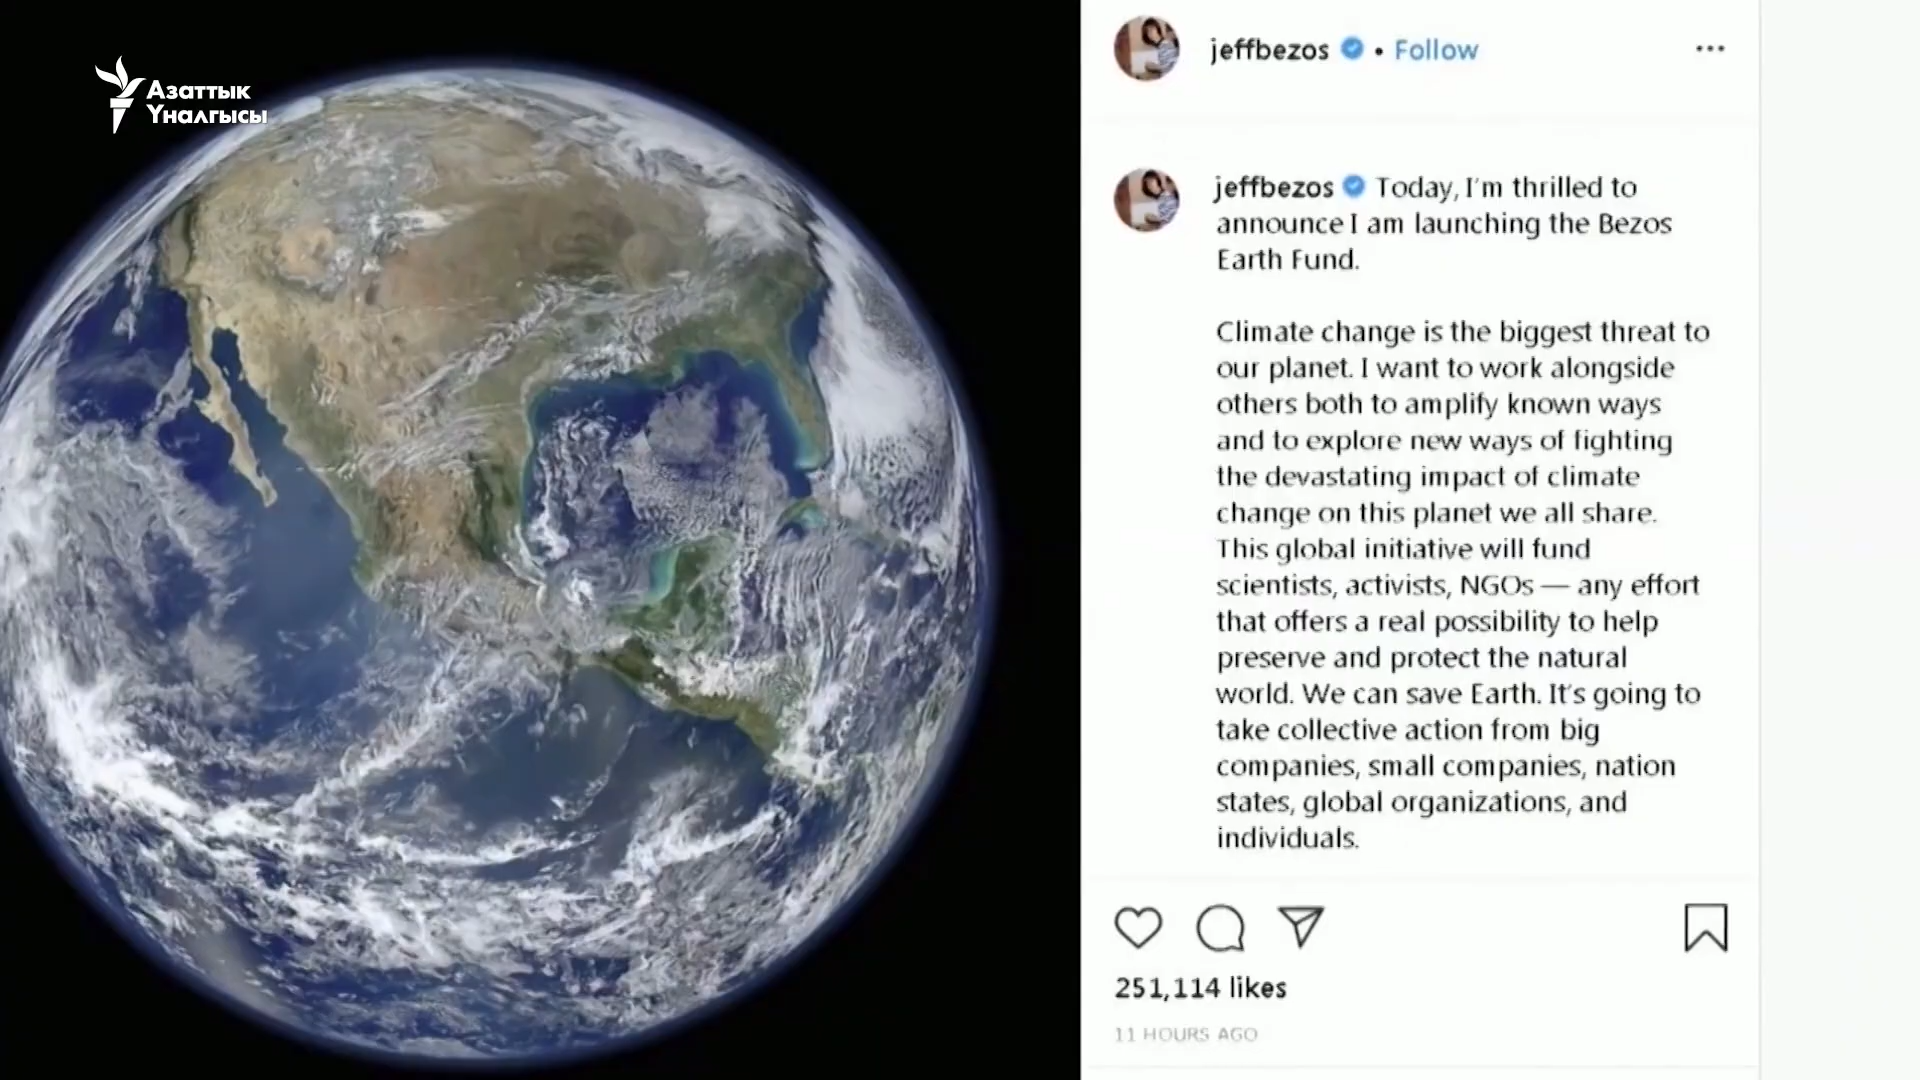 Азаттык
Үналгысы
jeffbezos • Follow
jeffbezos Today, I'm thrilled to
announce I am launching the Bezos
Earth Fund.
Climate change is the biggest threat to
our planet. I want to work alongside
others both to amplify known ways
and to explore new ways of fighting
the devastating impact of climate
change on this planet we all share.
This global initiative will fund
scientists, activists, NGOs — any effort
that offers a real possibility to help
preserve and protect the natural
world. We can save Earth. It's going to
take collective action from big
companies, small companies, nation
states, global organizations, and
individuals.
251,114 likes
11 HOURS AGO